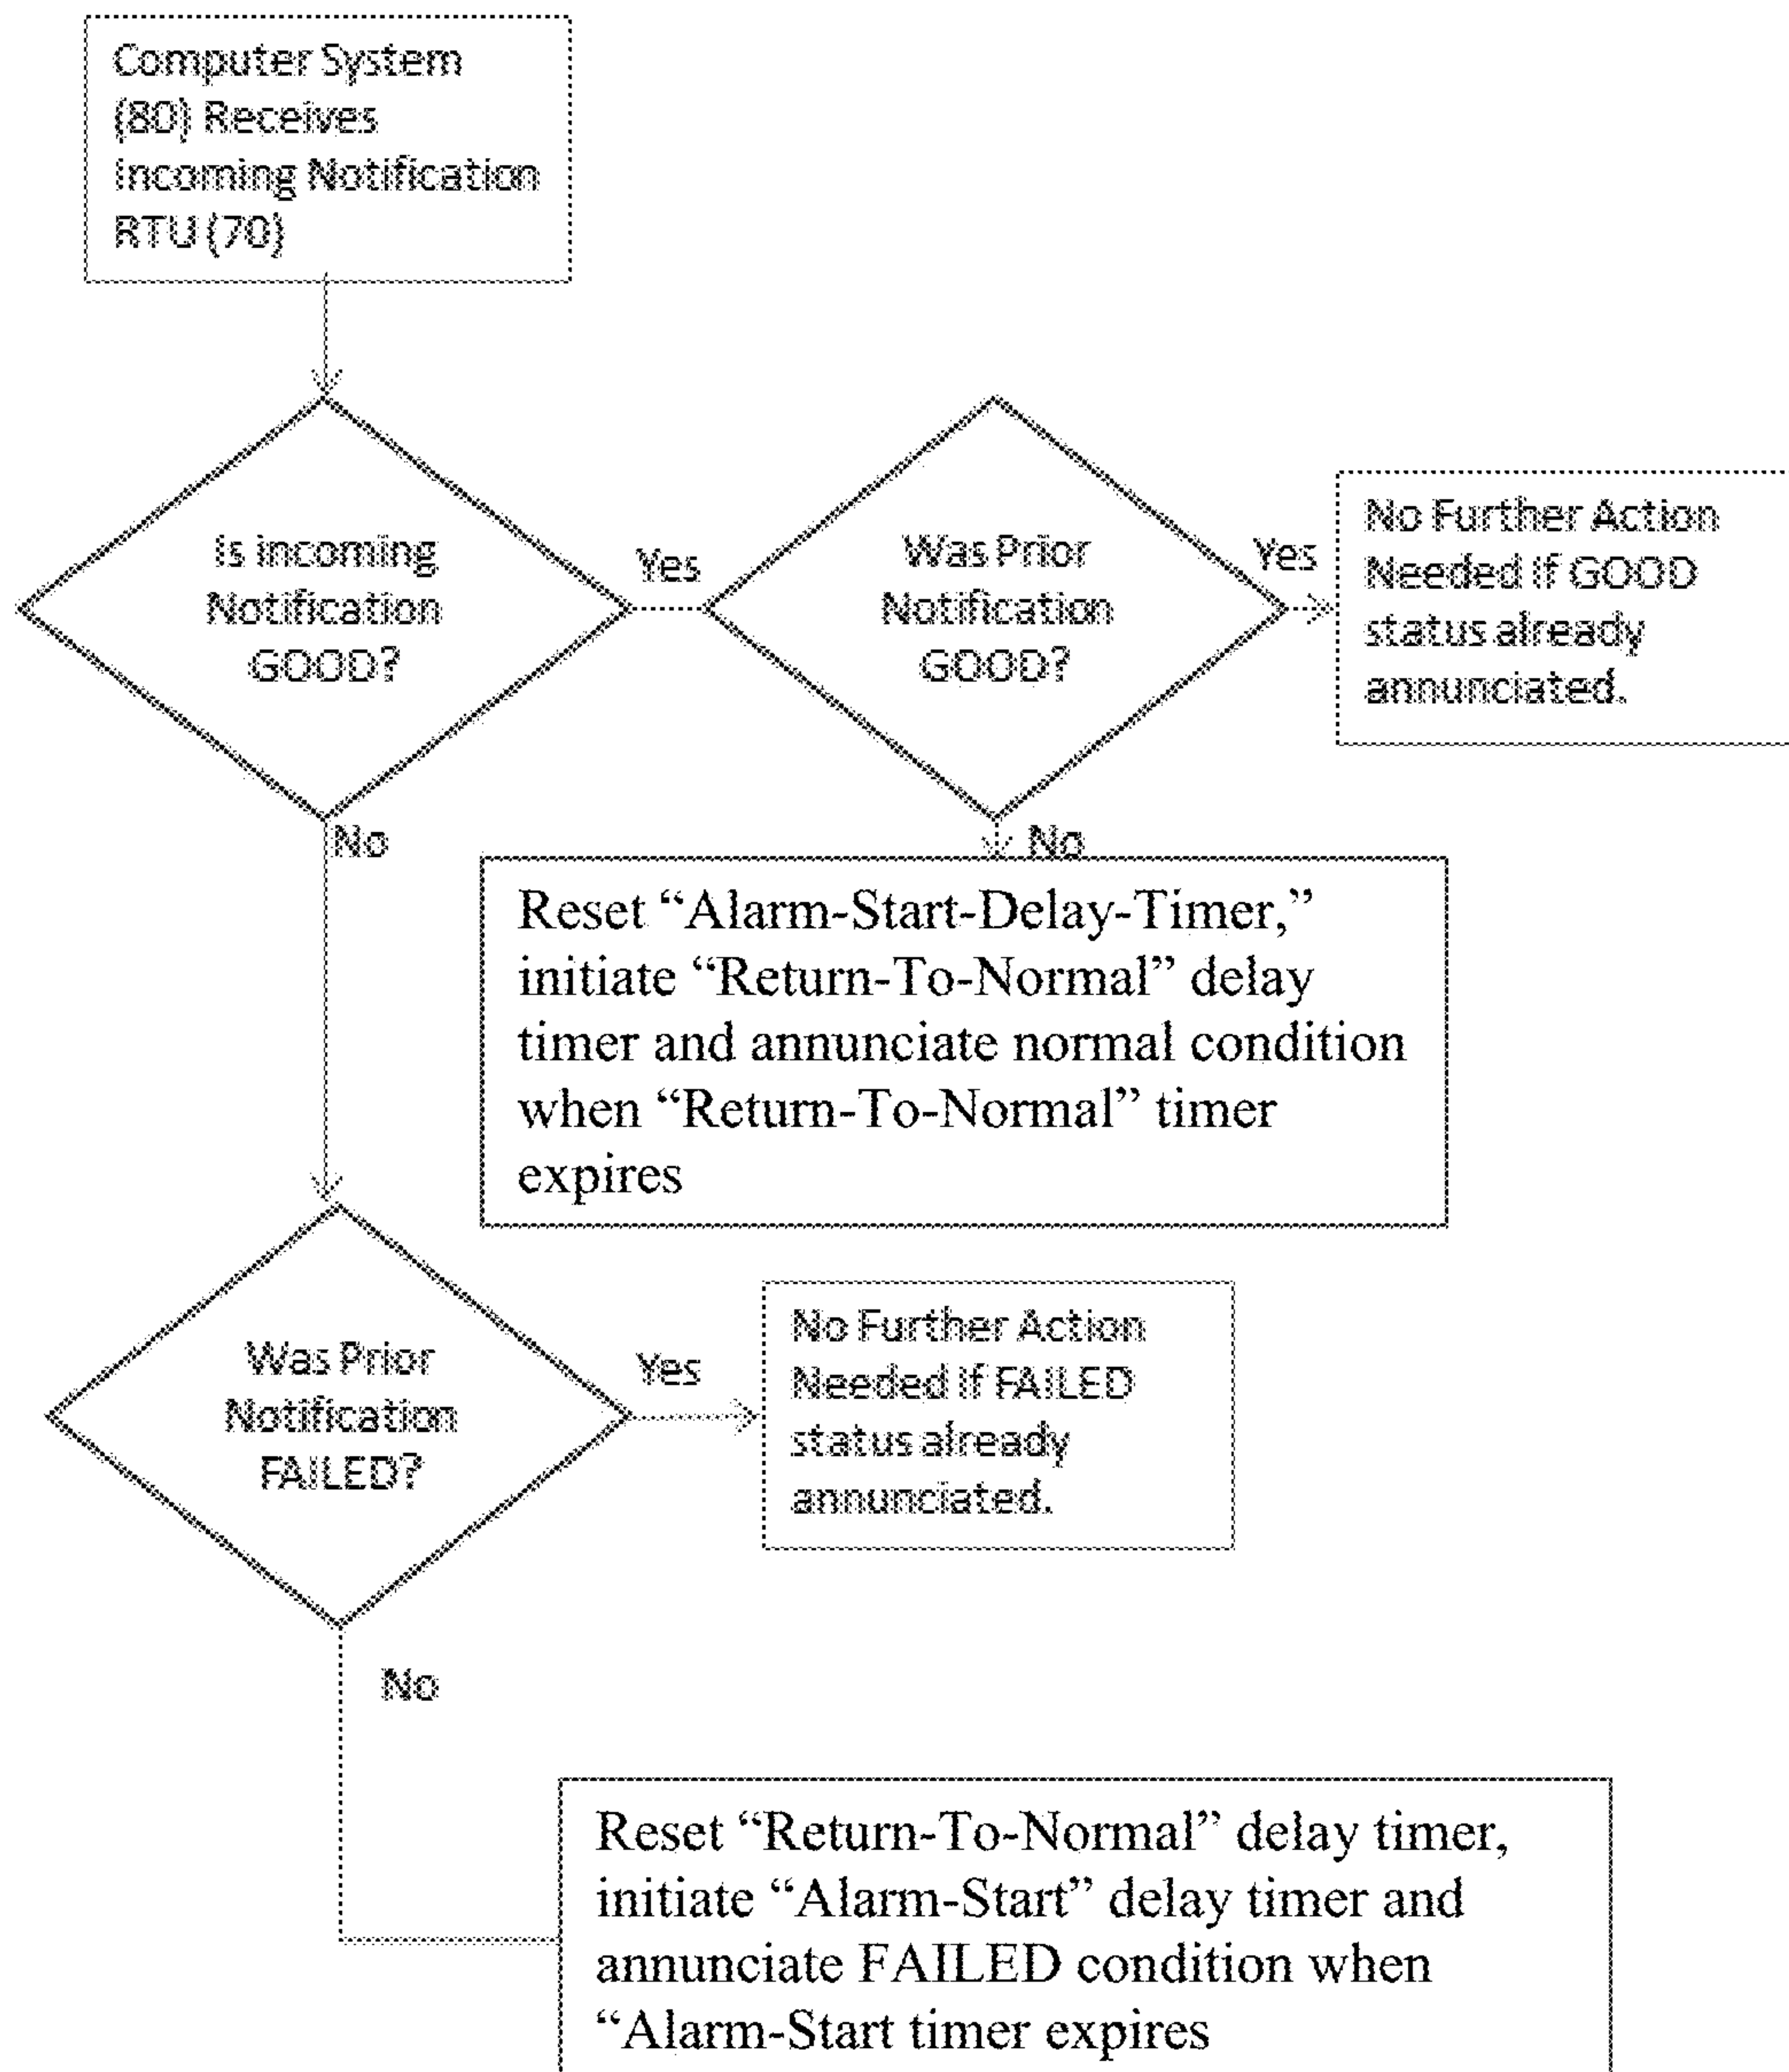 Computer System
(80) Receives
Incoming Notification
RTU (70)
Is incoming
Notification
GOOD?
Yes
Was Prior
Notification
GOOD?
Yes
No Further Action
Needed if GOOD
status already
annunciated.
No
No
Reset “Alarm-Start-Delay-Timer,”
initiate “Return-To-Normal” delay
timer and annunciate normal condition
when “Return-To-Normal” timer
expires
Was Prior
Notification
FAILED?
Yes
No Further Action
Needed if FAILED
status already
annunciated.
No
Reset “Return-To-Normal” delay timer,
initiate “Alarm-Start” delay timer and
annunciate FAILED condition when
“Alarm-Start timer expires